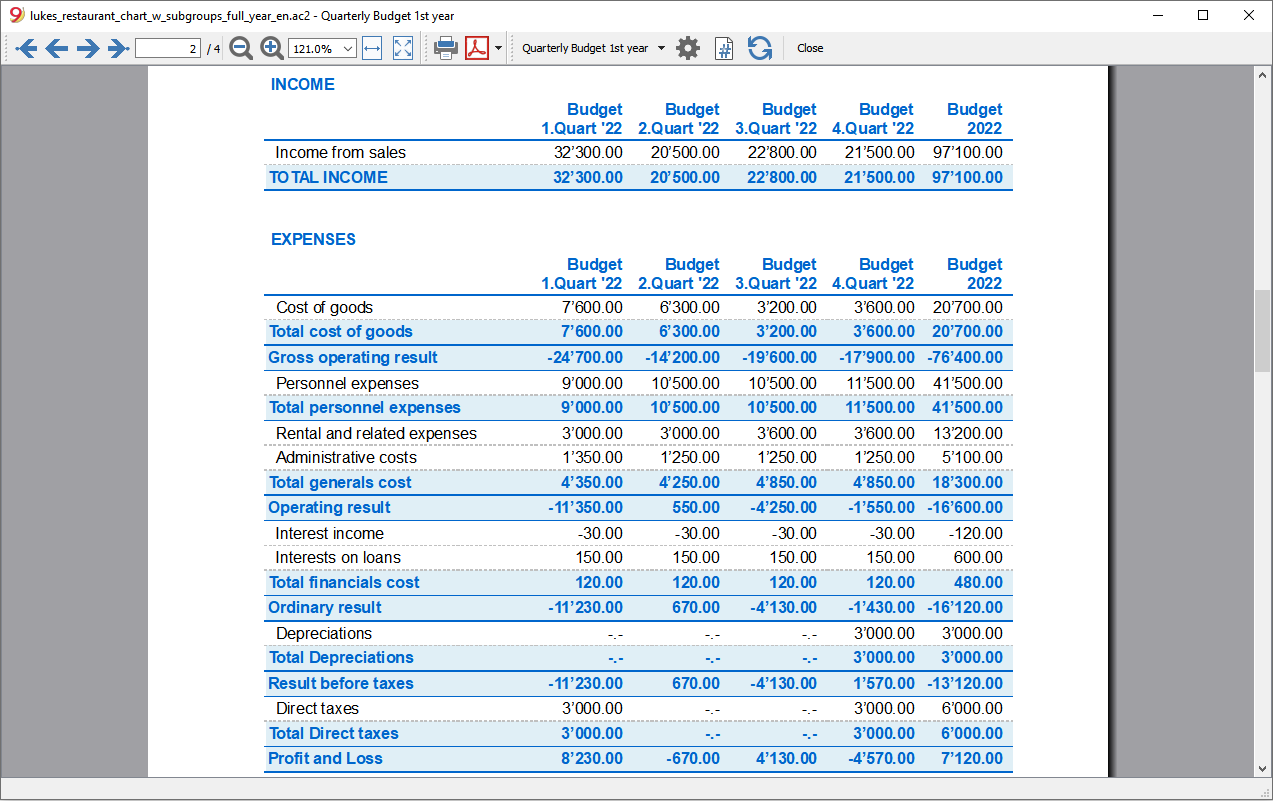 lukes_restaurant_chart_w_subgroups_full_year_en.ac2 - Quarterly Budget 1st year
2 / 4 121.0% Quarterly Budget 1st year Close
INCOME
Budget Budget Budget Budget Budget
1.Quart '22 2.Quart '22 3.Quart '22 4.Quart '22 2022
Income from sales 32’300.00 20’500.00 22’800.00 21’500.00 97’100.00
TOTAL INCOME 32’300.00 20’500.00 22’800.00 21’500.00 97’100.00
EXPENSES
Budget Budget Budget Budget Budget
1.Quart '22 2.Quart '22 3.Quart '22 4.Quart '22 2022
Cost of goods 7’600.00 6’300.00 3’200.00 3’600.00 20’700.00
Total cost of goods 7’600.00 6’300.00 3’200.00 3’600.00 20’700.00
Gross operating result -24’700.00 -14’200.00 -19’600.00 -17’900.00 -76’400.00
Personnel expenses 9’000.00 10’500.00 10’500.00 11’500.00 41’500.00
Total personnel expenses 9’000.00 10’500.00 10’500.00 11’500.00 41’500.00
Rental and related expenses 3’000.00 3’000.00 3’600.00 3’600.00 13’200.00
Administrative costs 1’350.00 1’250.00 1’250.00 1’250.00 5’100.00
Total generals cost 4’350.00 4’250.00 4’850.00 4’850.00 18’300.00
Operating result -11’350.00 550.00 -4’250.00 -1’550.00 -16’600.00
Interest income -30.00 -30.00 -30.00 -30.00 -120.00
Interests on loans 150.00 150.00 150.00 150.00 600.00
Total financials cost 120.00 120.00 120.00 120.00 480.00
Ordinary result -11’230.00 670.00 -4’130.00 -1’430.00 -16’120.00
Depreciations -.- -.- -.- 3’000.00 3’000.00
Total Depreciations -.- -.- -.- 3’000.00 3’000.00
Result before taxes -11’230.00 670.00 -4’130.00 1’570.00 -13’120.00
Direct taxes 3’000.00 -.- -.- 3’000.00 6’000.00
Total Direct taxes 3’000.00 -.- -.- 3’000.00 6’000.00
Profit and Loss 8’230.00 -670.00 4’130.00 -4’570.00 7’120.00